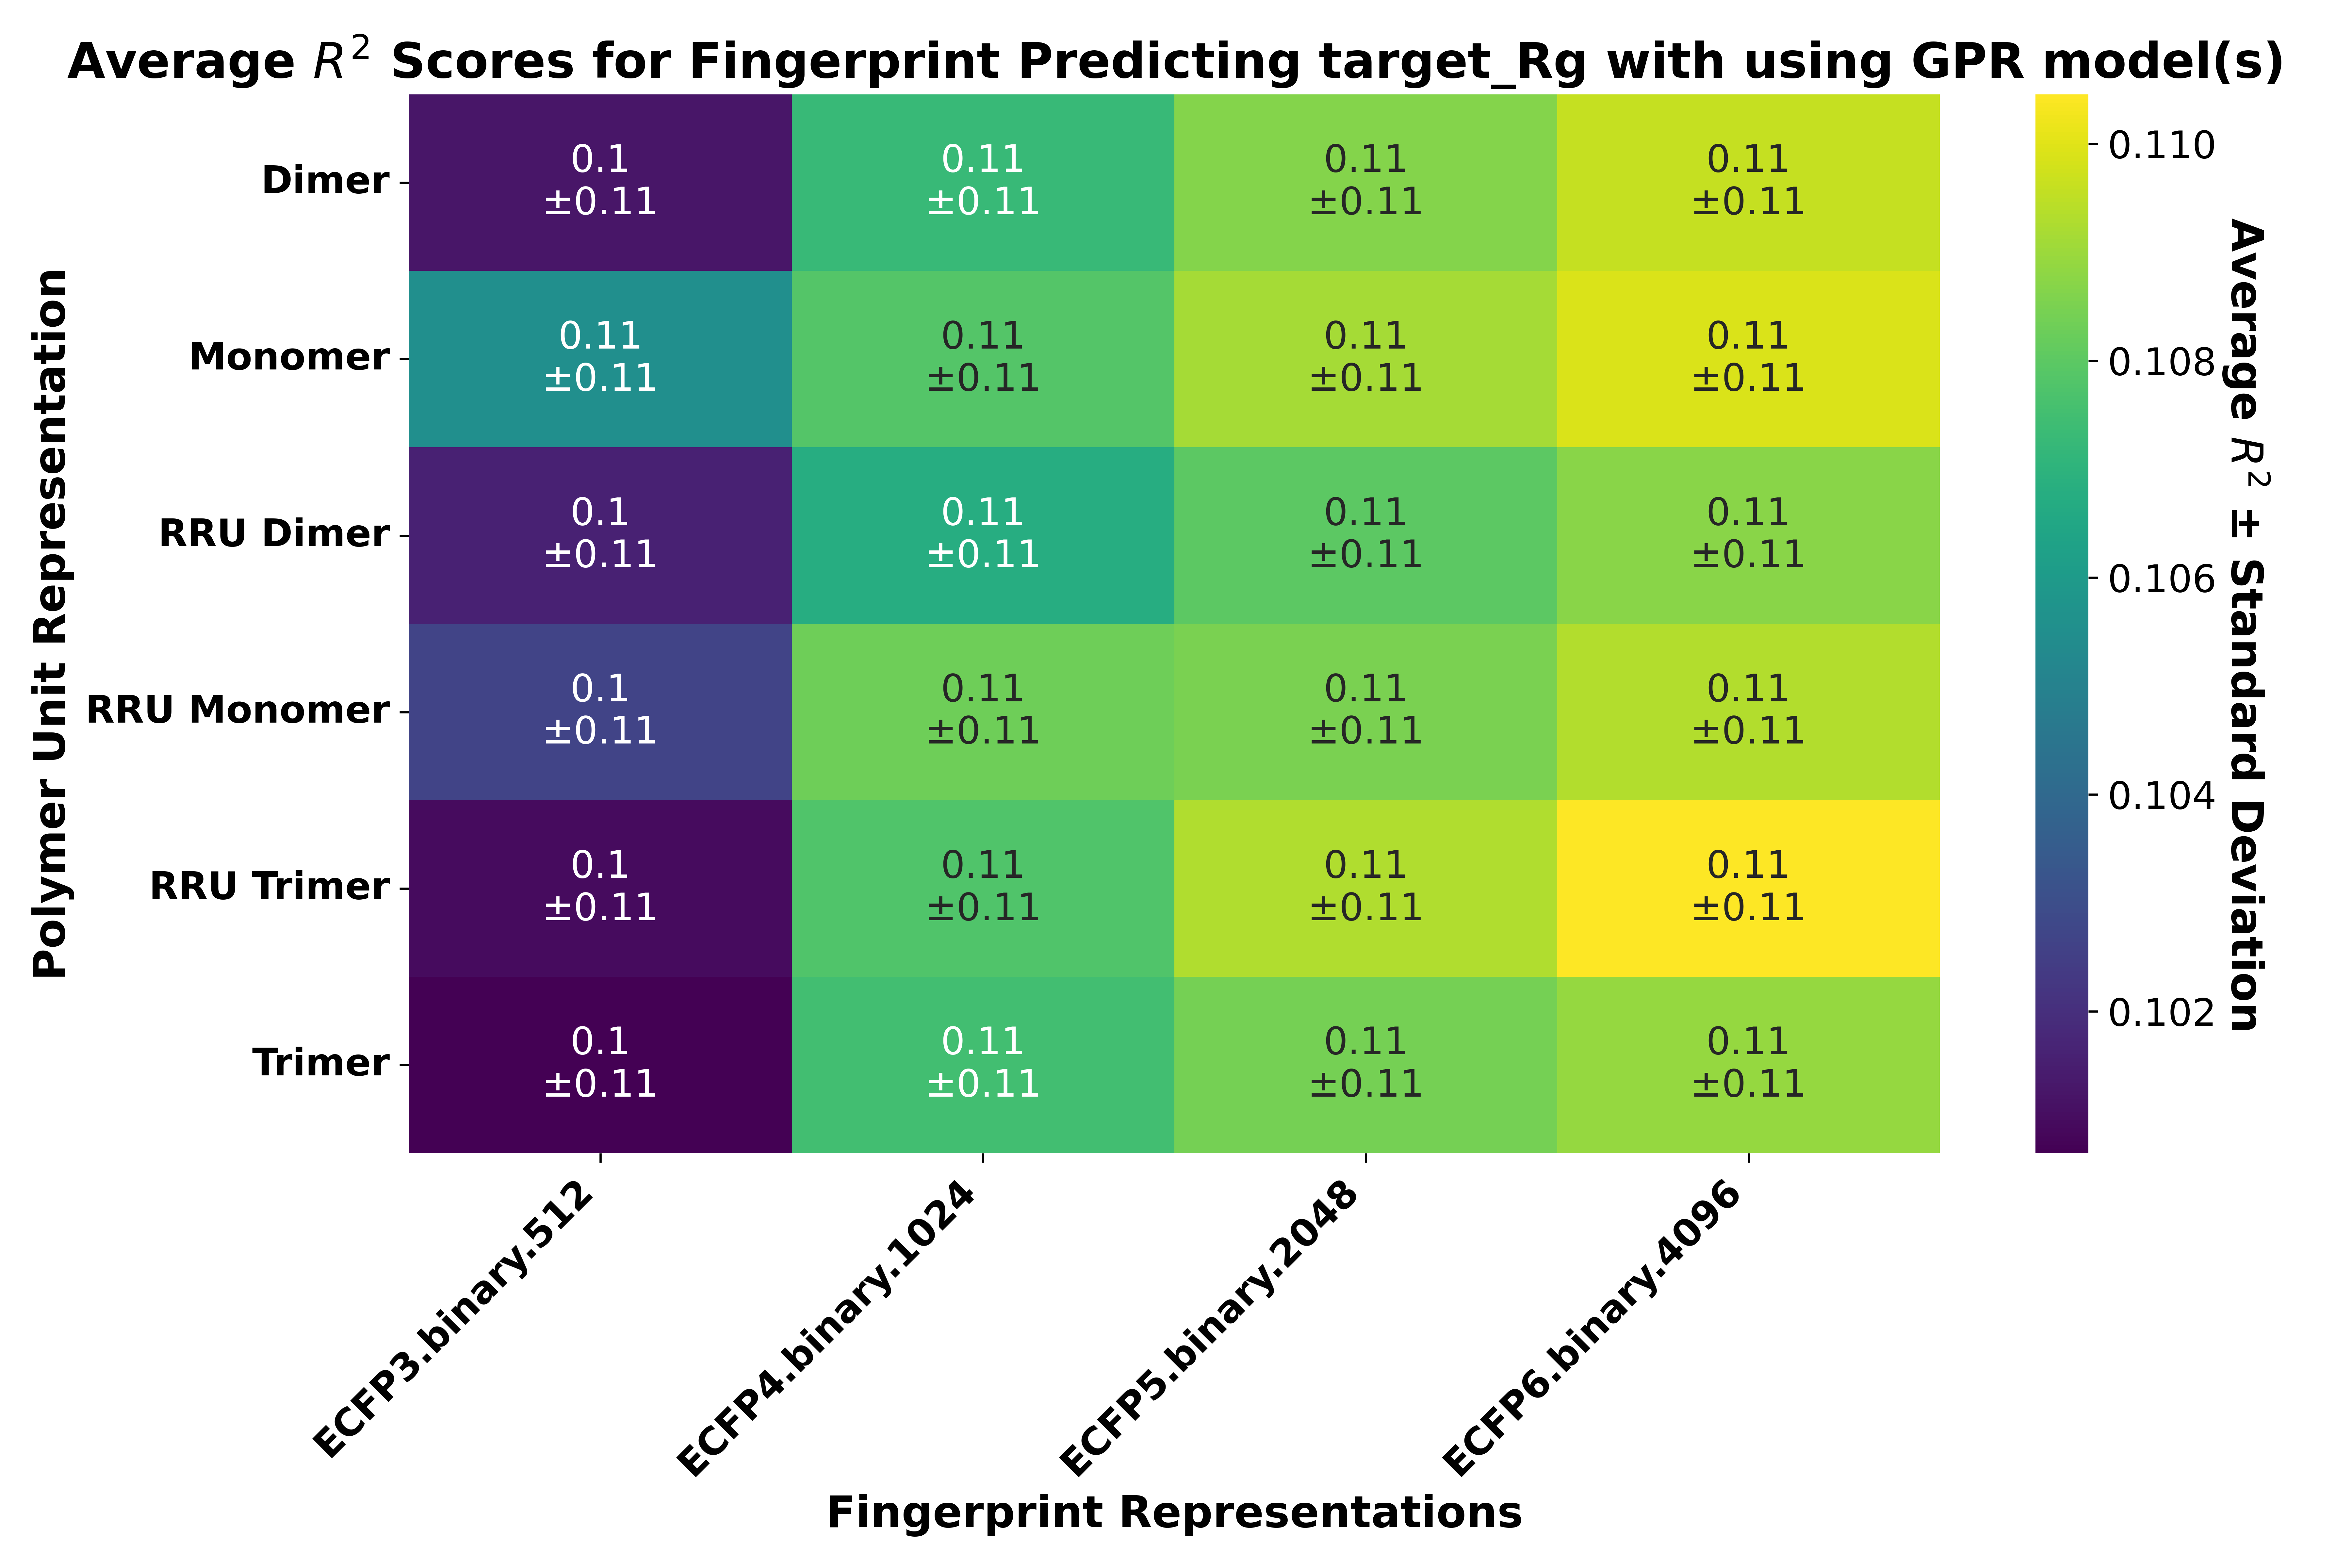 Average R² Scores for Fingerprint Predicting target_Rg with using GPR model(s)
Polymer Unit Representation
Dimer
0.1 0.11 0.11 0.11
±0.11 ±0.11 ±0.11 ±0.11
Monomer
0.11 0.11 0.11 0.11
±0.11 ±0.11 ±0.11 ±0.11
RRU Dimer
0.1 0.11 0.11 0.11
±0.11 ±0.11 ±0.11 ±0.11
RRU Monomer
0.1 0.11 0.11 0.11
±0.11 ±0.11 ±0.11 ±0.11
RRU Trimer
0.1 0.11 0.11 0.11
±0.11 ±0.11 ±0.11 ±0.11
Trimer
0.1 0.11 0.11 0.11
±0.11 ±0.11 ±0.11 ±0.11
ECFP3.binary.512
ECFP4.binary.1024
ECFP5.binary.2048
ECFP6.binary.4096
Fingerprint Representations
0.110
0.108
0.106
0.104
0.102
Average R² ± Standard Deviation